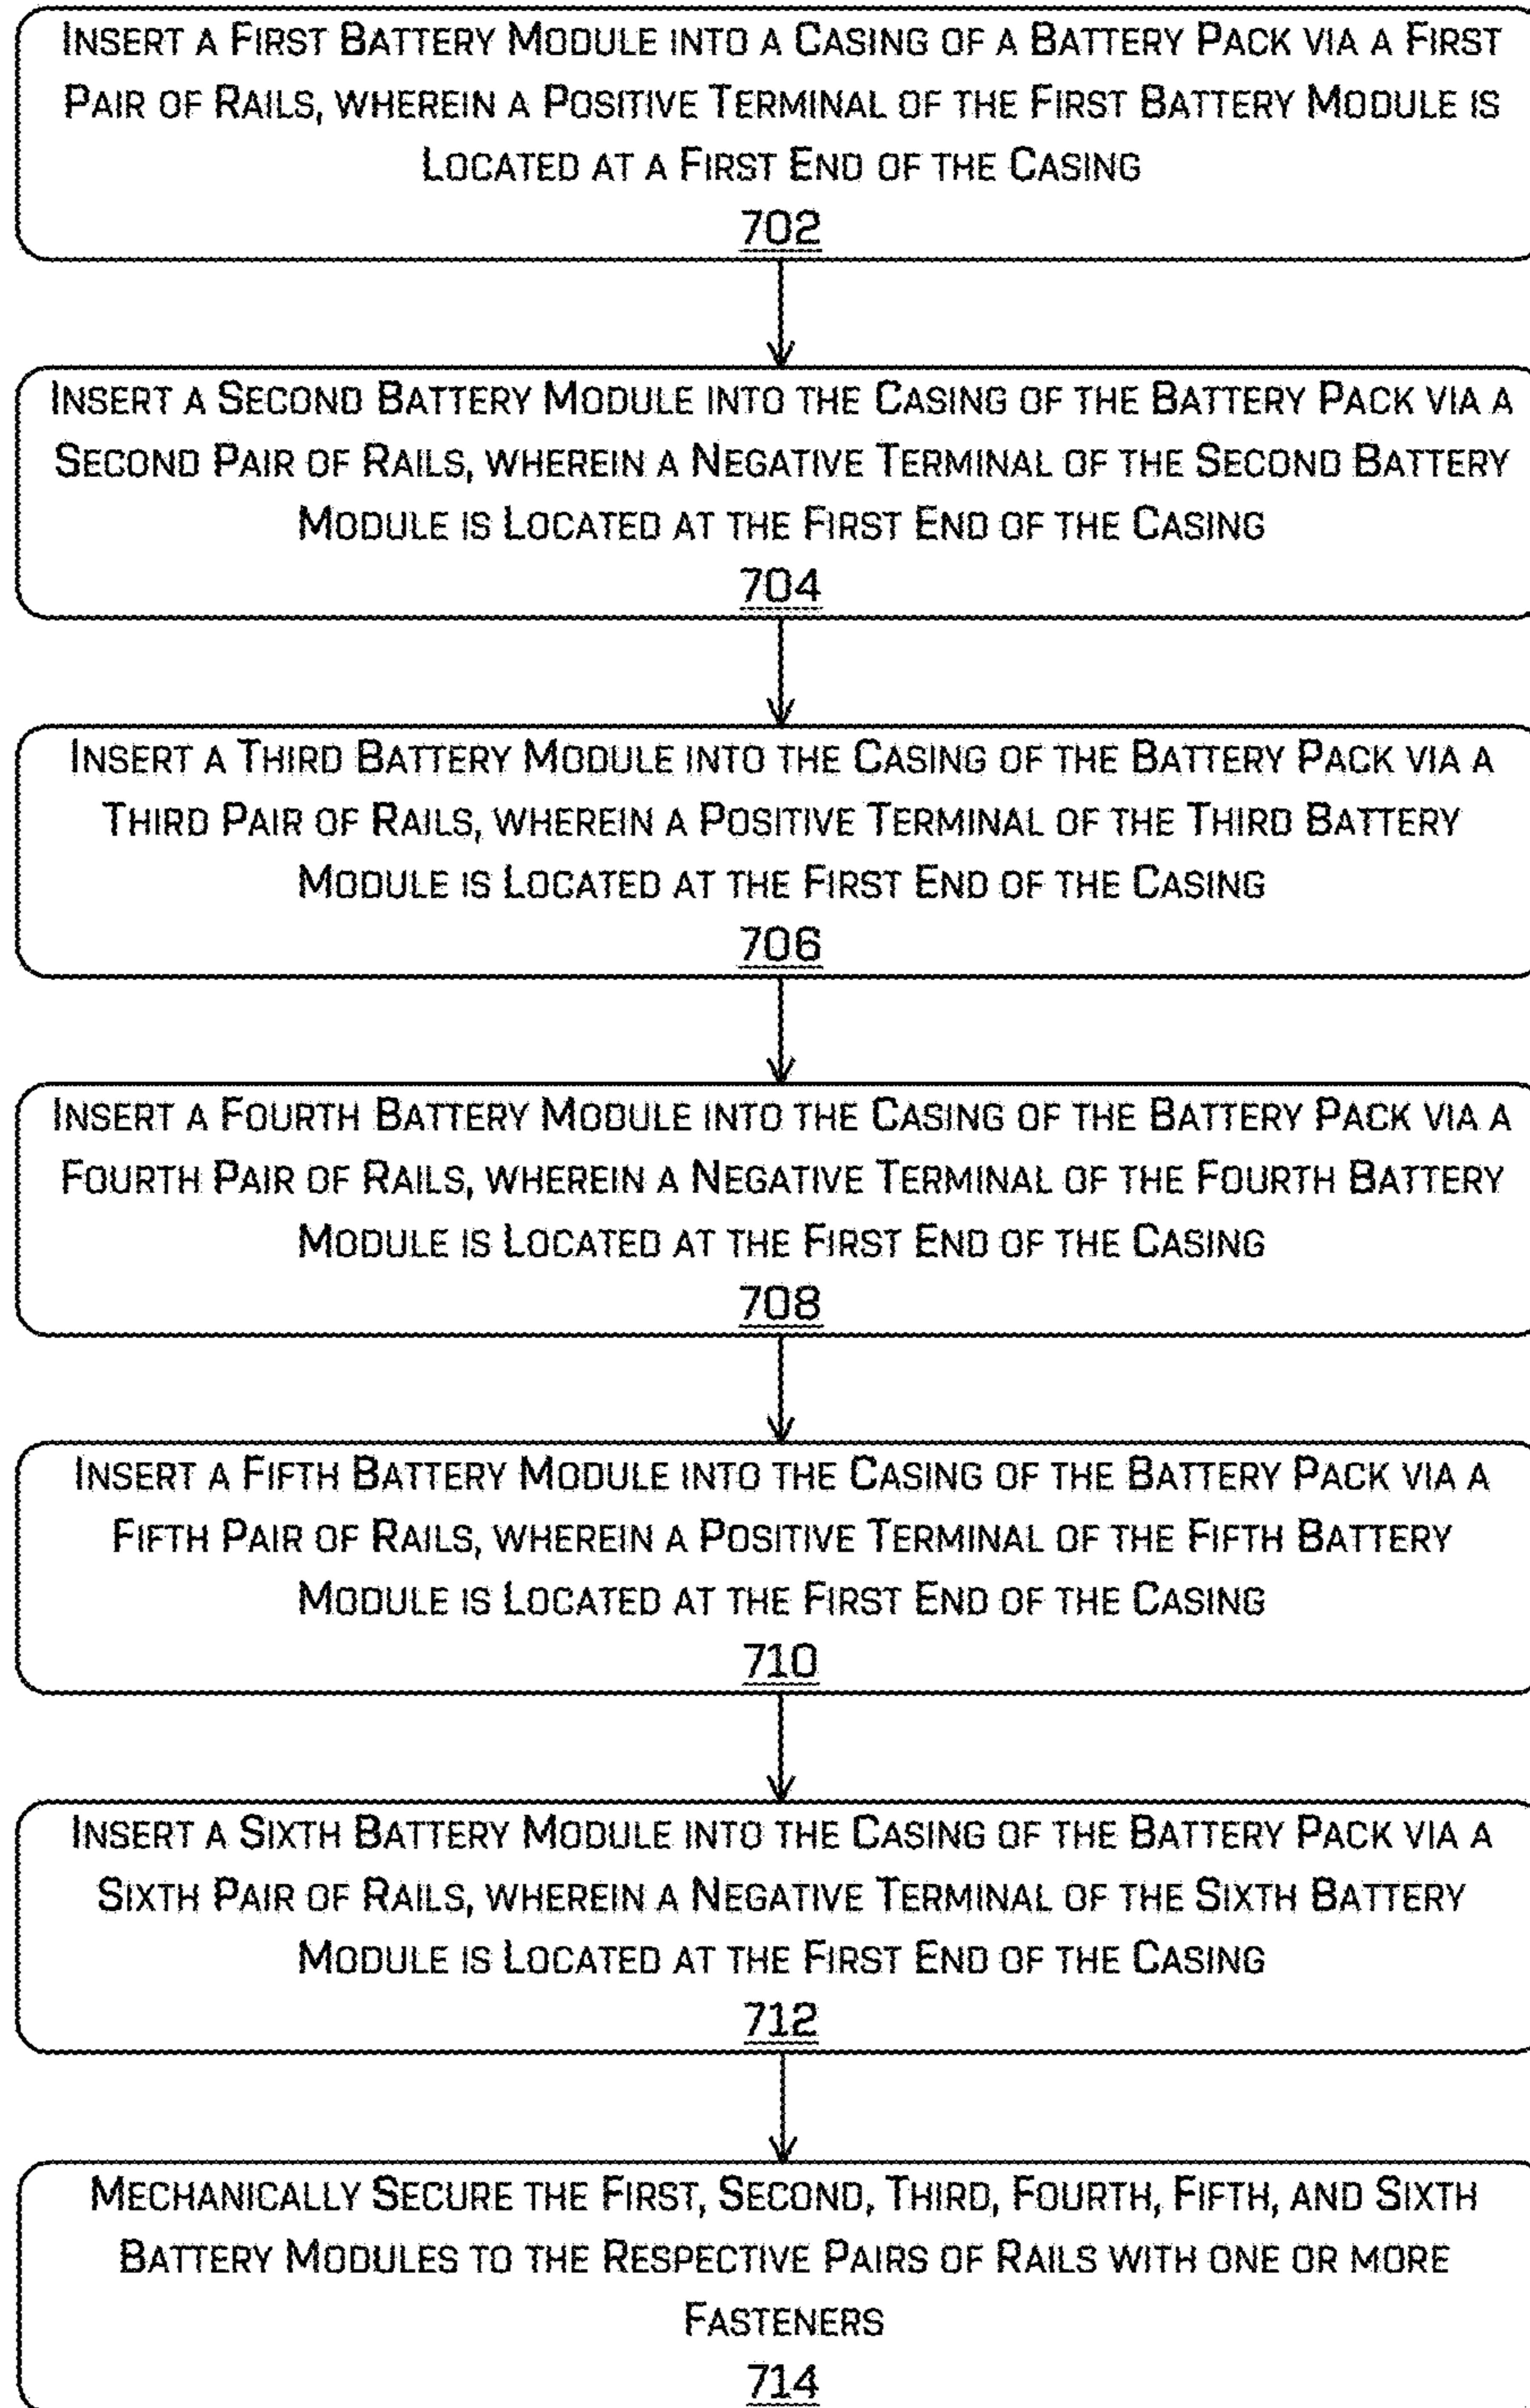 Insert a First Battery Module into a Casing of a Battery Pack via a First
Pair of Rails, wherein a Positive Terminal of the First Battery Module is
Located at a First End of the Casing
702
Insert a Second Battery Module into the Casing of the Battery Pack via a
Second Pair of Rails, wherein a Negative Terminal of the Second Battery
Module is Located at the First End of the Casing
704
Insert a Third Battery Module into the Casing of the Battery Pack via a
Third Pair of Rails, wherein a Positive Terminal of the Third Battery
Module is Located at the First End of the Casing
706
Insert a Fourth Battery Module into the Casing of the Battery Pack via a
Fourth Pair of Rails, wherein a Negative Terminal of the Fourth Battery
Module is Located at the First End of the Casing
708
Insert a Fifth Battery Module into the Casing of the Battery Pack via a
Fifth Pair of Rails, wherein a Positive Terminal of the Fifth Battery
Module is Located at the First End of the Casing
710
Insert a Sixth Battery Module into the Casing of the Battery Pack via a
Sixth Pair of Rails, wherein a Negative Terminal of the Sixth Battery
Module is Located at the First End of the Casing
712
Mechanically Secure the First, Second, Third, Fourth, Fifth, and Sixth
Battery Modules to the Respective Pairs of Rails with one or more
Fasteners
714